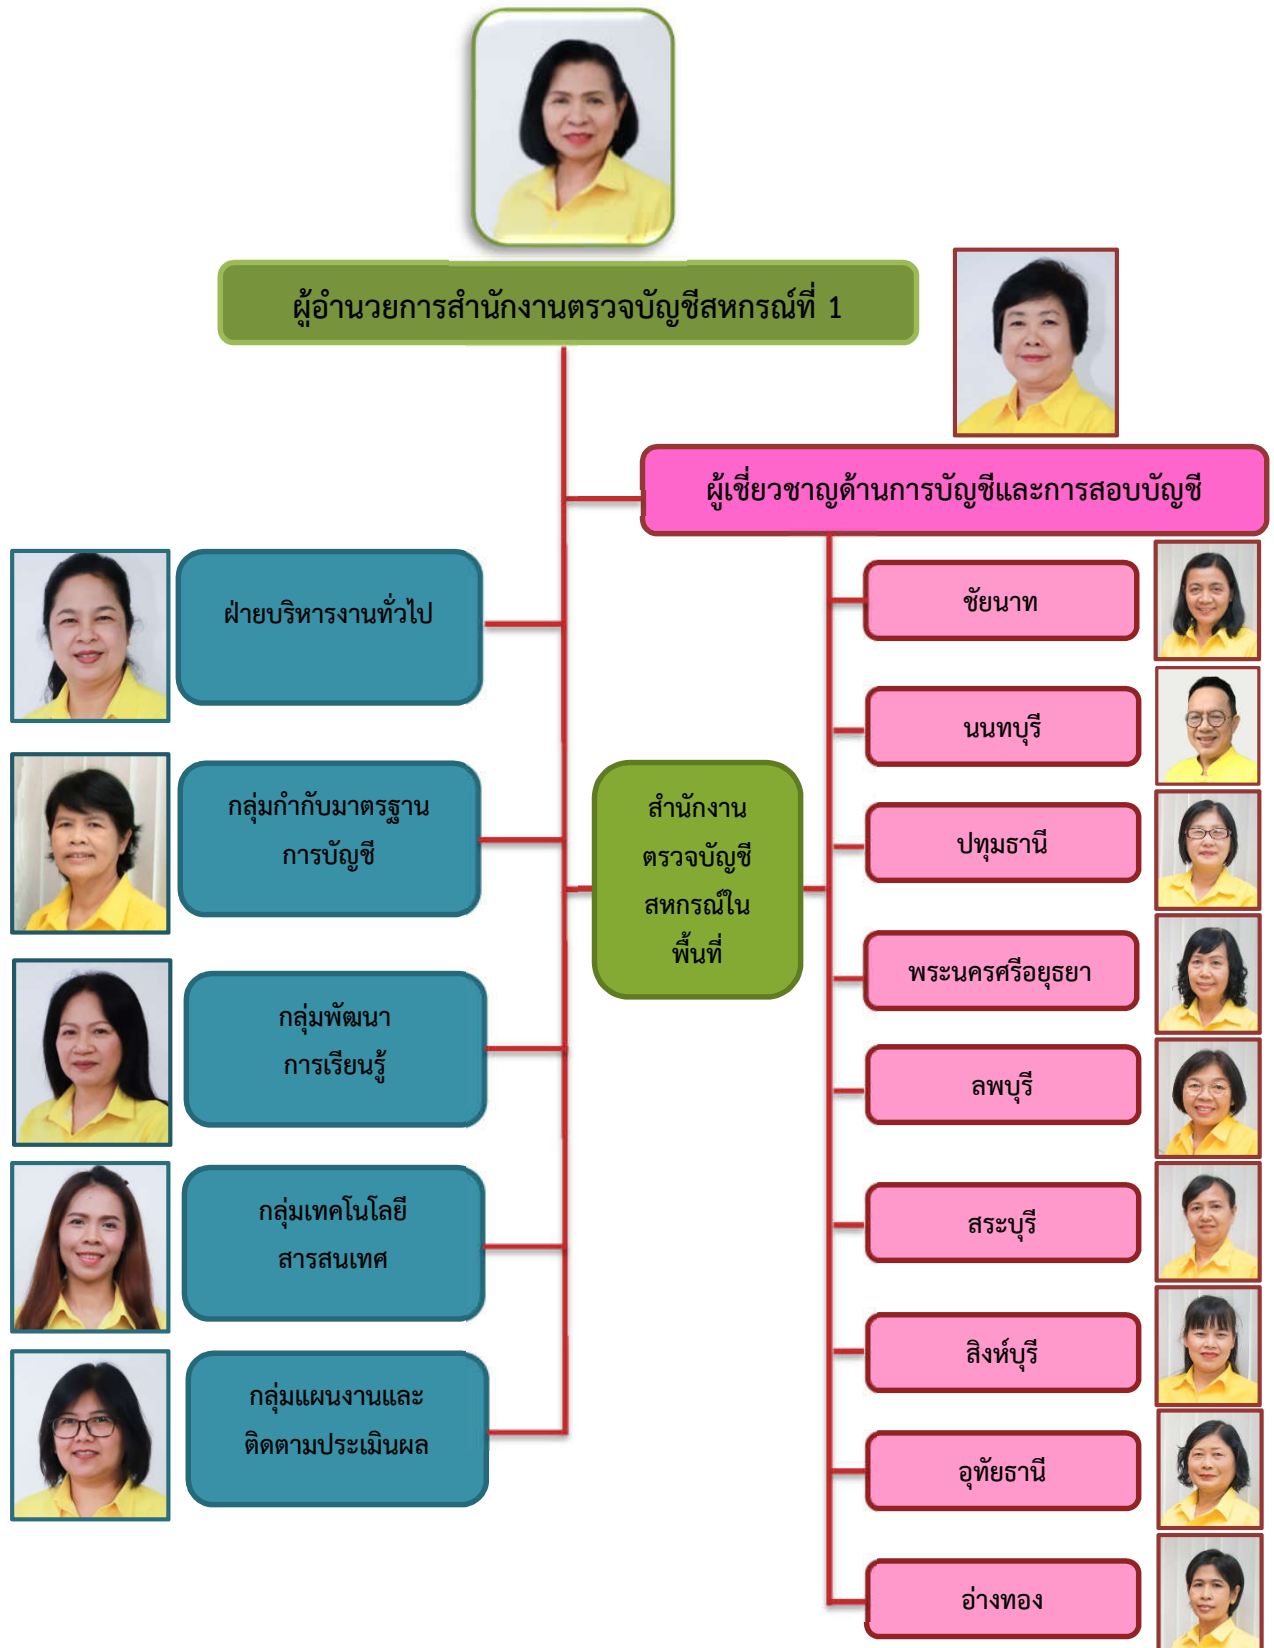 ผู้อำนวยการสำนักงานตรวจบัญชีสหกรณ์ที่ 1
ผู้เชี่ยวชาญด้านการบัญชีและการสอบบัญชี
ฝ่ายบริหารงานทั่วไป
กลุ่มกำกับมาตรฐาน
การบัญชี
กลุ่มพัฒนา
การเรียนรู้
กลุ่มเทคโนโลยี
สารสนเทศ
กลุ่มแผนงานและ
ติดตามประเมินผล
สำนักงาน
ตรวจบัญชี
สหกรณ์ใน
พื้นที่
ชัยนาท
นนทบุรี
ปทุมธานี
พระนครศรีอยุธยา
ลพบุรี
สระบุรี
สิงห์บุรี
อุทัยธานี
อ่างทอง